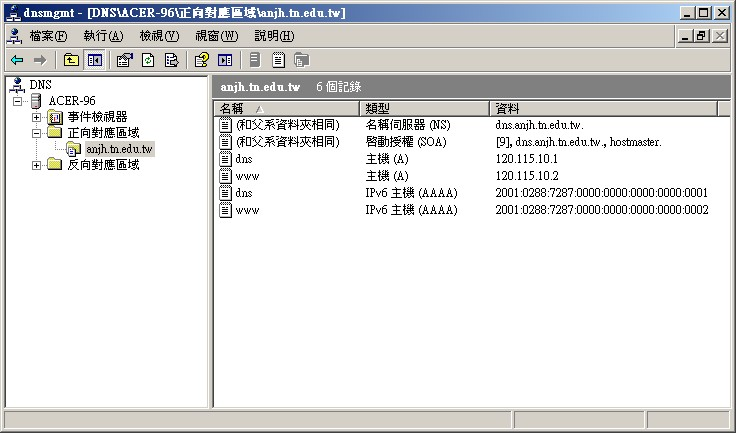 dnsmgmt - [DNS\ACER-96\正向對應區域\anjh.tn.edu.tw]
檔案(F) 執行(A) 檢視(V) 視窗(W) 說明(H)
DNS
ACER-96
事件檢視器
正向對應區域
anjh.tn.edu.tw
反向對應區域
anjh.tn.edu.tw 6 個記錄
名稱 類型 資料
(和父系資料夾相同) 名稱伺服器 (NS) dns.anjh.tn.edu.tw.
(和父系資料夾相同) 啟動授權 (SOA) [9], dns.anjh.tn.edu.tw., hostmaster.
dns 主機 (A) 120.115.10.1
www 主機 (A) 120.115.10.2
dns IPv6 主機 (AAAA) 2001:0288:7287:0000:0000:0000:0000:0001
www IPv6 主機 (AAAA) 2001:0288:7287:0000:0000:0000:0000:0002